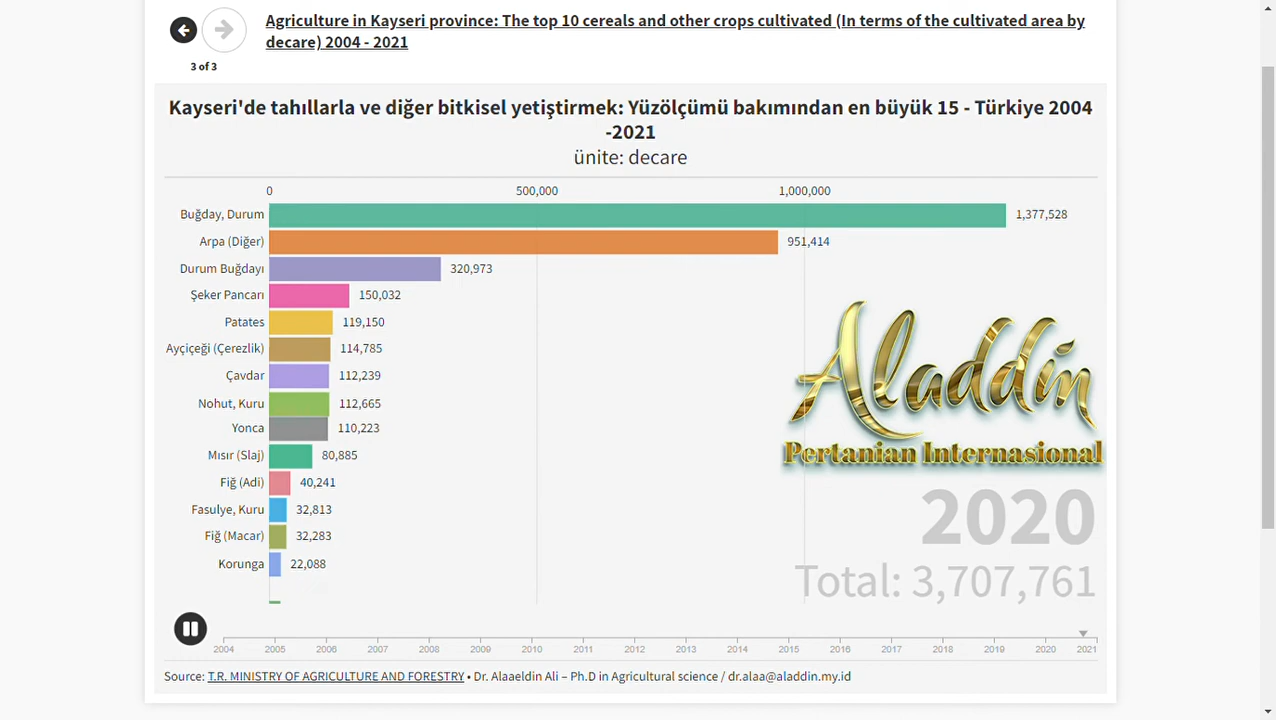 Agriculture in Kayseri province: The top 10 cereals and other crops cultivated (In terms of the cultivated area by
decare) 2004 - 2021
3 of 3
Kayseri'de tahıllarla ve diğer bitkisel yetiştirmek: Yüzölçümü bakımından en büyük 15 - Türkiye 2004
-2021
ünite: decare
0 500,000 1,000,000
Buğday, Durum 1,377,528
Arpa (Diğer) 951,414
Durum Buğdayı 320,973
Şeker Pancarı 150,032
Patates 119,150
Ayçiçeği (Çerezlik) 114,785
Çavdar 112,239
Nohut, Kuru 112,665
Yonca 110,223
Mısır (Slaj) 80,885
Fiğ (Adi) 40,241
Fasulye, Kuru 32,813
Fiğ (Macar) 32,283
Korunga 22,088
Aladdin
Pertanian Internasional
2020
Total: 3,707,761
2004 2005 2006 2007 2008 2009 2010 2011 2012 2013 2014 2015 2016 2017 2018 2019 2020 2021
Source: T.R. MINISTRY OF AGRICULTURE AND FORESTRY • Dr. Alaaeldin Ali – Ph.D in Agricultural science / dr.alaa@aladdin.my.id